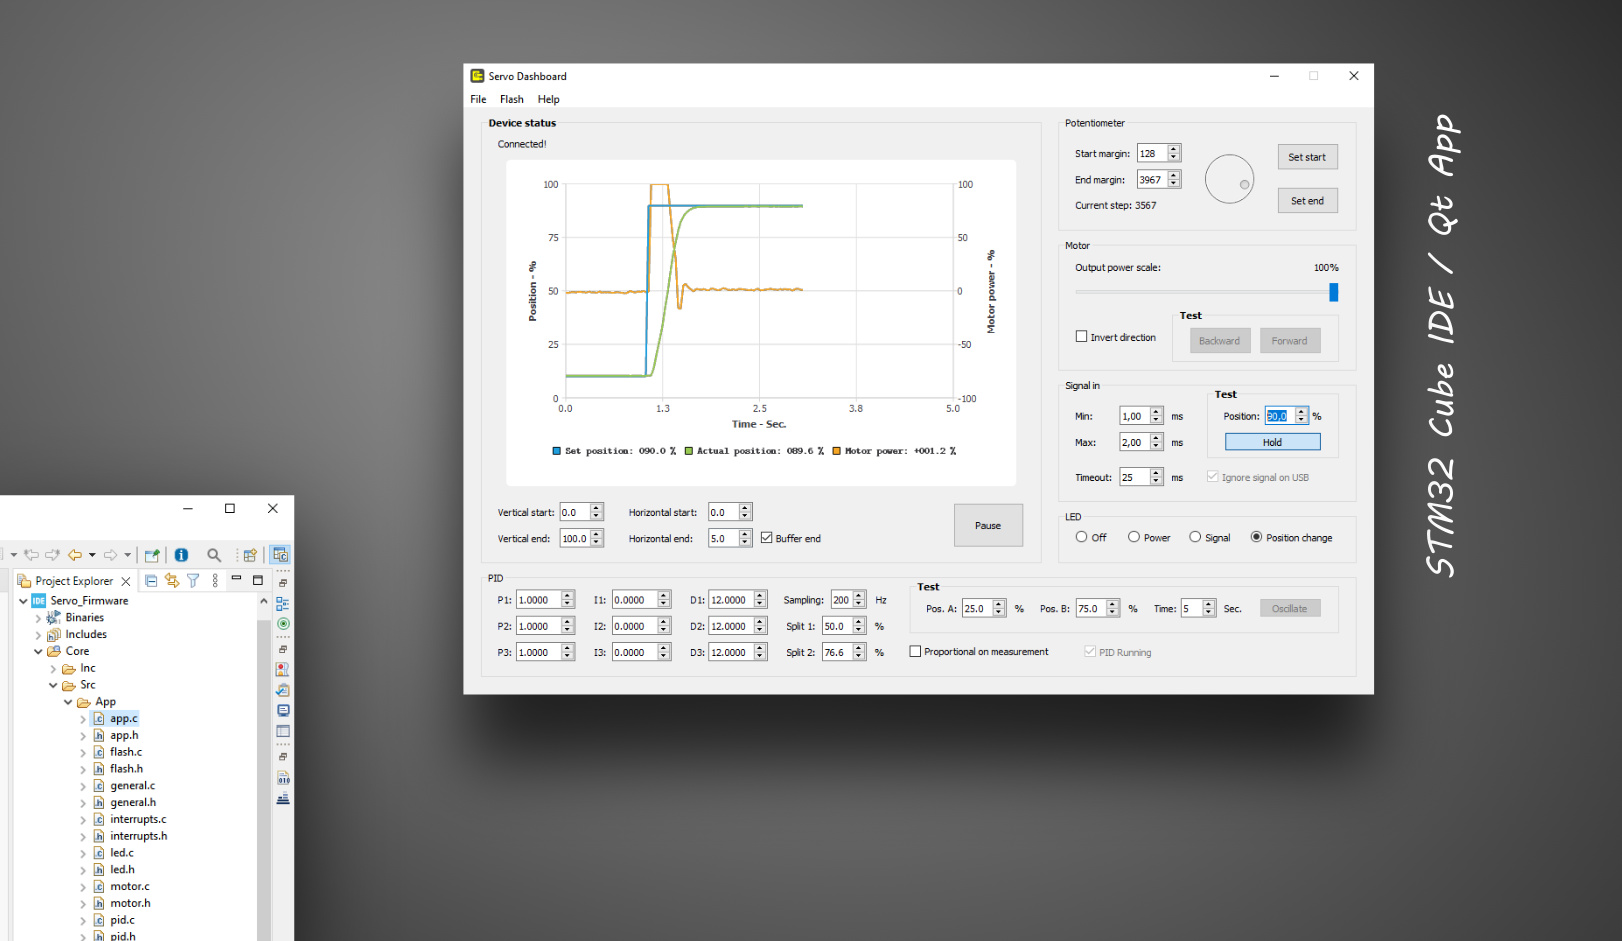 Servo Dashboard
File Flash Help
Device status
Connected!
100
75
50
25
0
Position - %
100
50
0
-50
-100
Motor power - %
0.0 1.3 2.5 3.8 5.0
Time - Sec.
Set position: 090.0 % Actual position: 089.6 % Motor power: +001.2 %
Vertical start: 0.0 Horizontal start: 0.0
Vertical end: 100.0 Horizontal end: 5.0 Buffer end
Pause
Potentiometer
Start margin: 128 Set start
End margin: 3967 Set end
Current step: 3567
Motor
Output power scale: 100%
Invert direction
Test
Backward Forward
Signal in
Min: 1,00 ms
Max: 2,00 ms
Timeout: 25 ms
Test
Position: 90.0 %
Hold
Ignore signal on USB
LED
Off Power Signal Position change
PID
P1: 1.0000 I1: 0.0000 D1: 12.0000 Sampling: 200 Hz
P2: 1.0000 I2: 0.0000 D2: 12.0000 Split 1: 50.0 %
P3: 1.0000 I3: 0.0000 D3: 12.0000 Split 2: 76.6 %
Test
Pos. A: 25.0 % Pos. B: 75.0 % Time: 5 Sec. Oscillate
Proportional on measurement PID Running
STM32 Cube IDE / Qt App
Project Explorer
IDE Servo_Firmware
Binaries
Includes
Core
Inc
Src
App
app.c
app.h
flash.c
flash.h
general.c
general.h
interrupts.c
interrupts.h
led.c
led.h
motor.c
motor.h
pid.c
pid.h